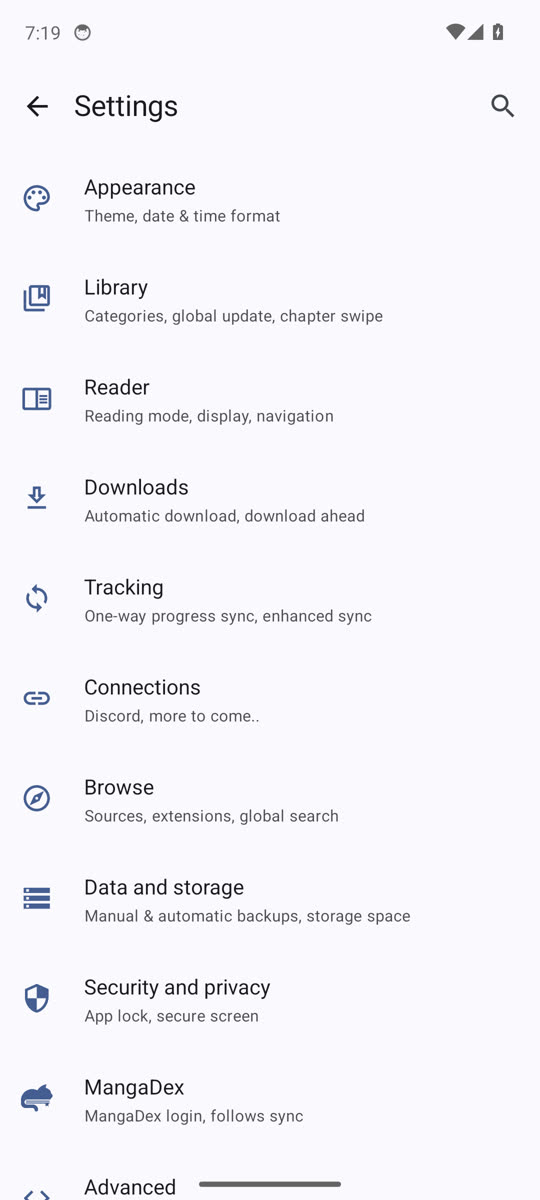 7:19
Settings
Appearance
Theme, date & time format
Library
Categories, global update, chapter swipe
Reader
Reading mode, display, navigation
Downloads
Automatic download, download ahead
Tracking
One-way progress sync, enhanced sync
Connections
Discord, more to come..
Browse
Sources, extensions, global search
Data and storage
Manual & automatic backups, storage space
Security and privacy
App lock, secure screen
MangaDex
MangaDex login, follows sync
Advanced